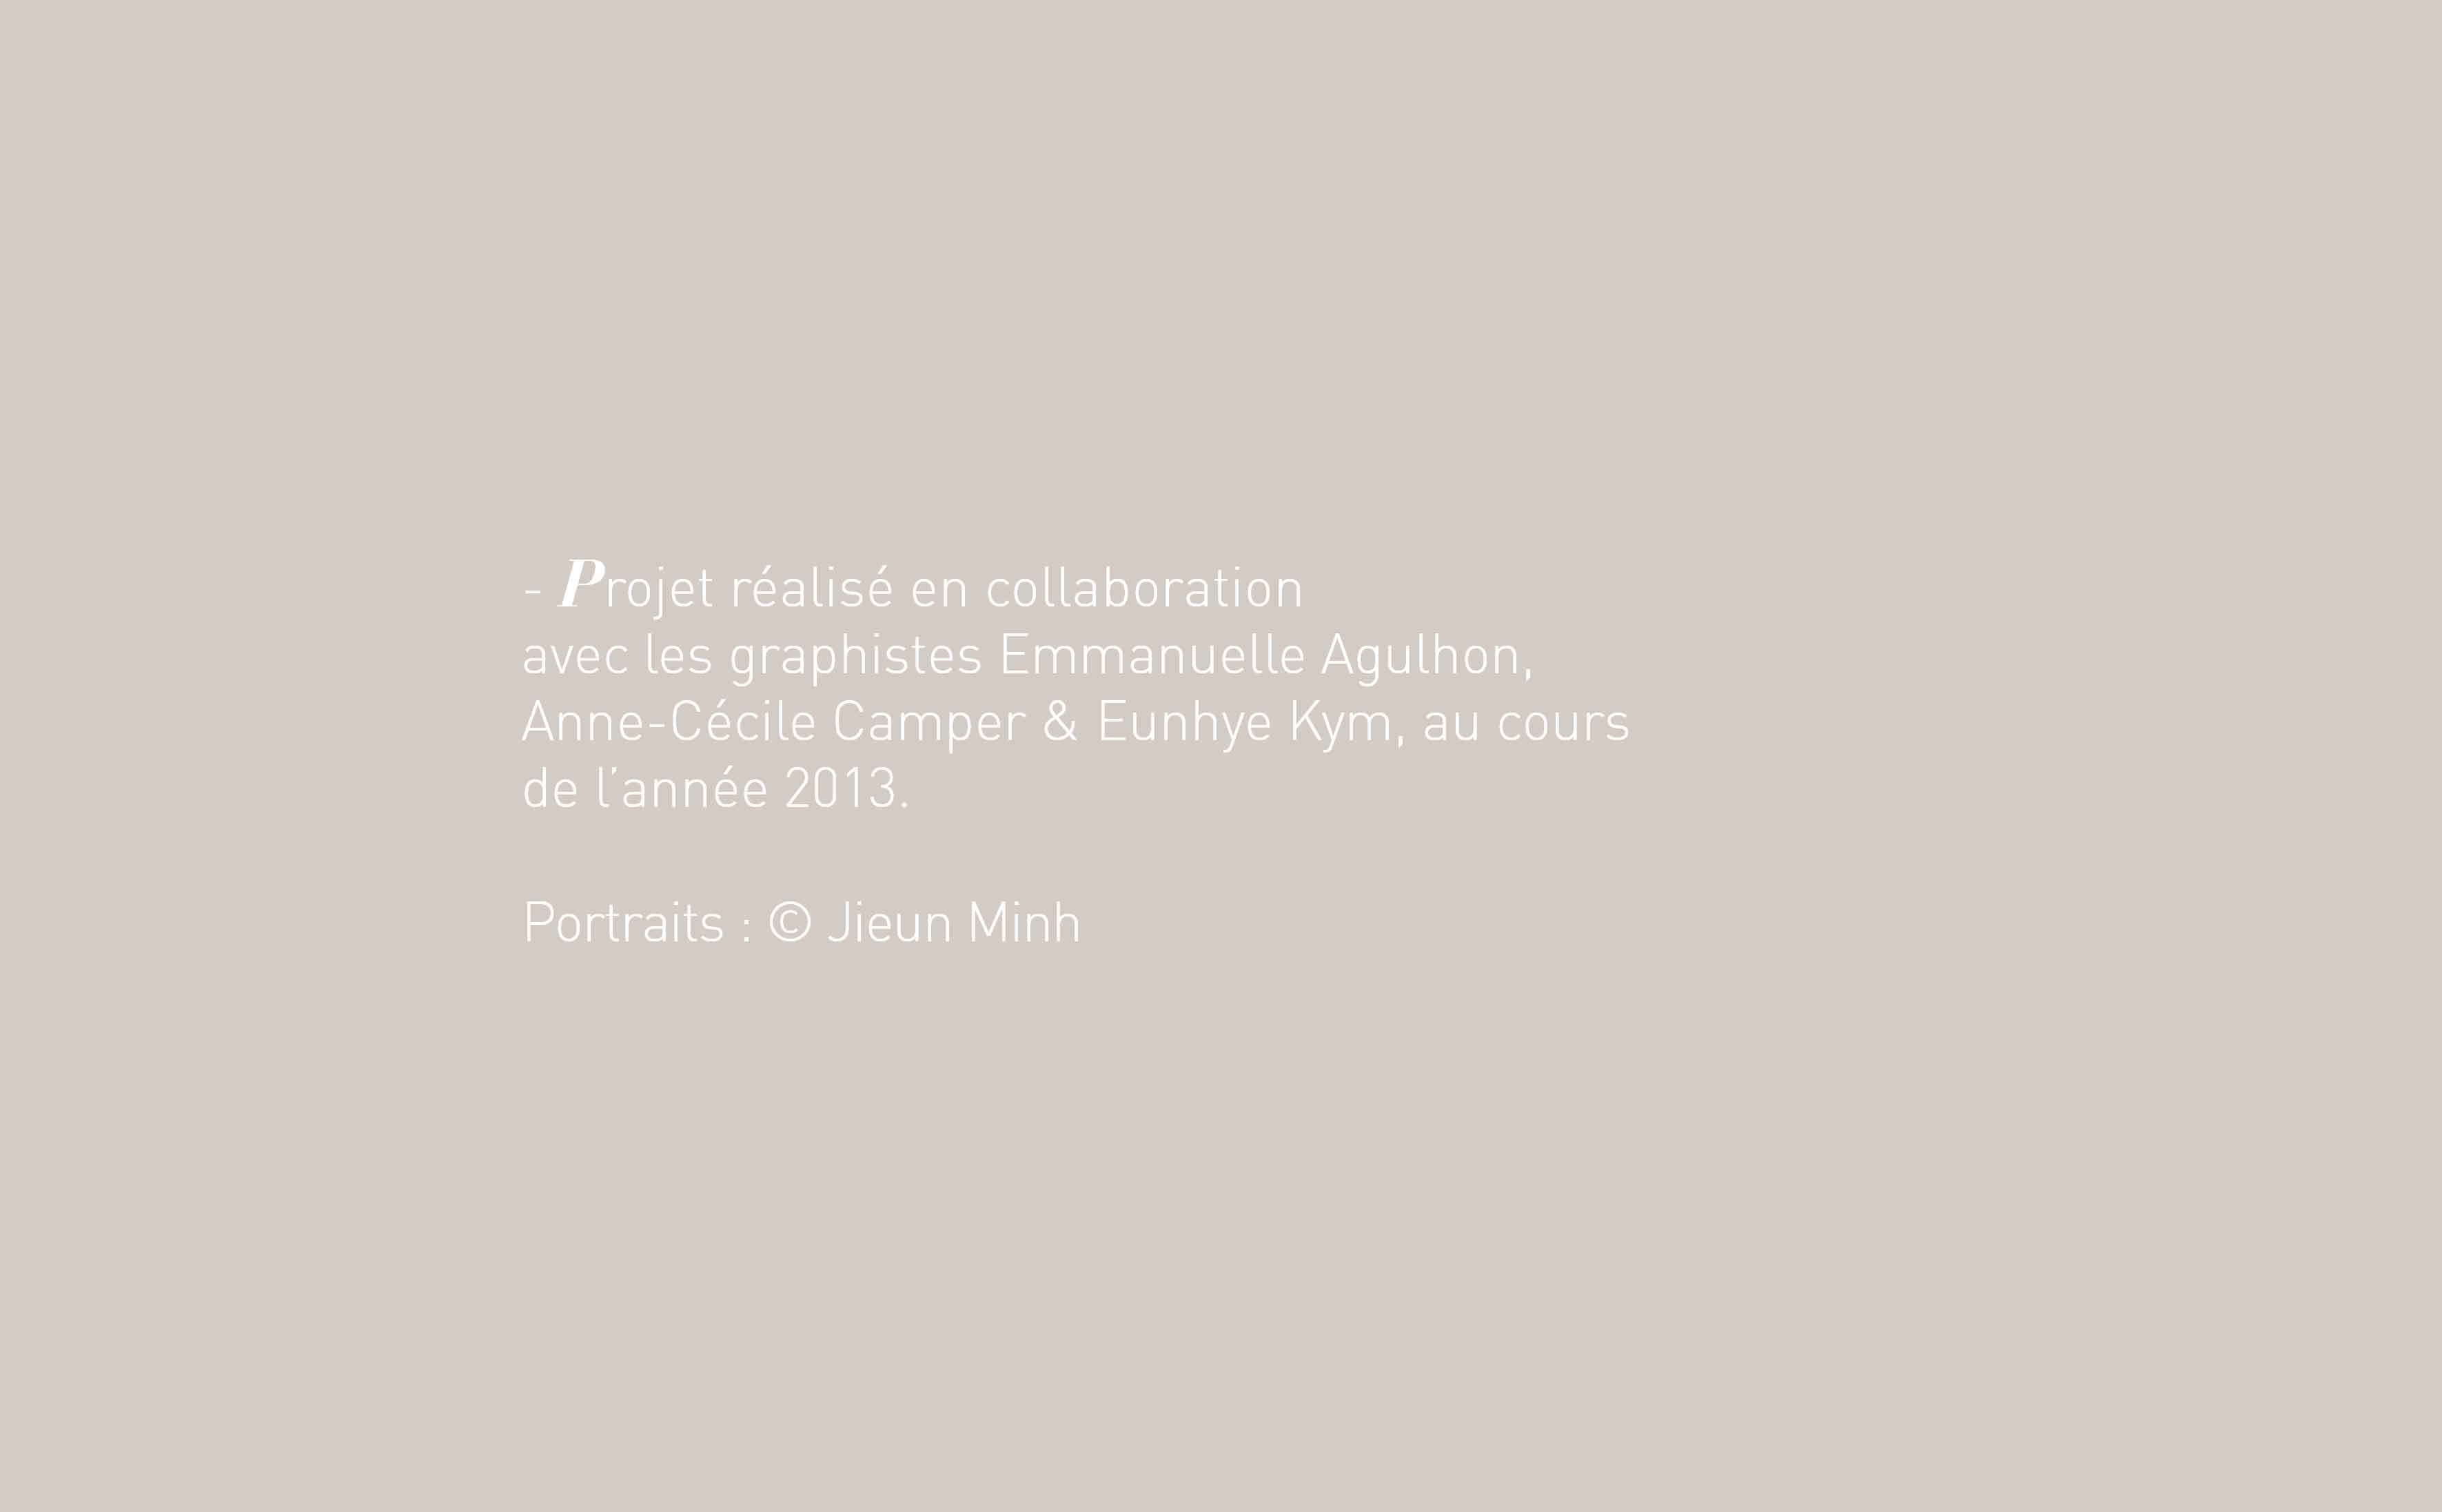 - Projet réalisé en collaboration
avec les graphistes Emmanuelle Agulhon,
Anne-Cécile Camper & Eunhye Kym, au cours
de l’année 2013.
Portraits : © Jieun Minh